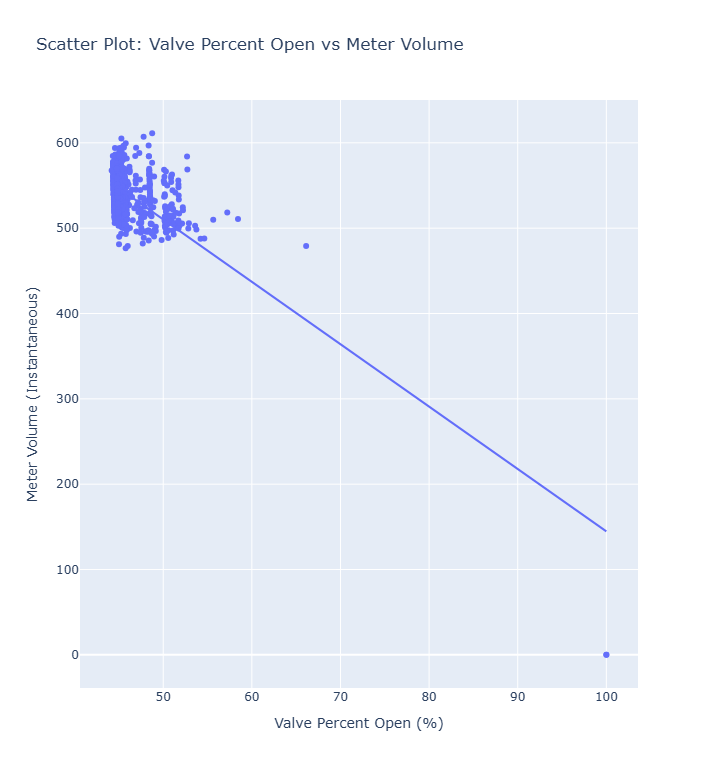 Scatter Plot: Valve Percent Open vs Meter Volume
600
500
400
300
200
100
0
Meter Volume (Instantaneous)
50 60 70 80 90 100
Valve Percent Open (%)